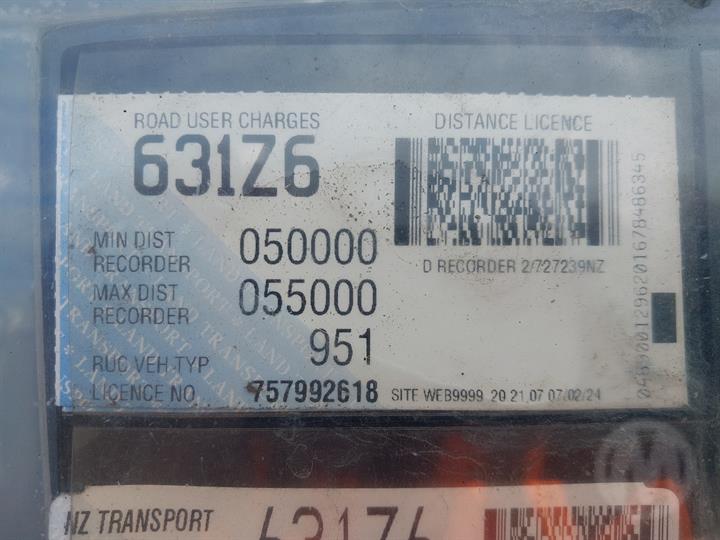 ROAD USER CHARGES
DISTANCE LICENCE
631Z6
MIN DIST RECORDER 050000
D RECORDER 2/727239NZ
MAX DIST RECORDER 055000
RUC VEH-TYP 951
LICENCE NO. 757992618
SITE WEB9999 20 21.07 07/02/24
NZ TRANSPORT
631Z6
M